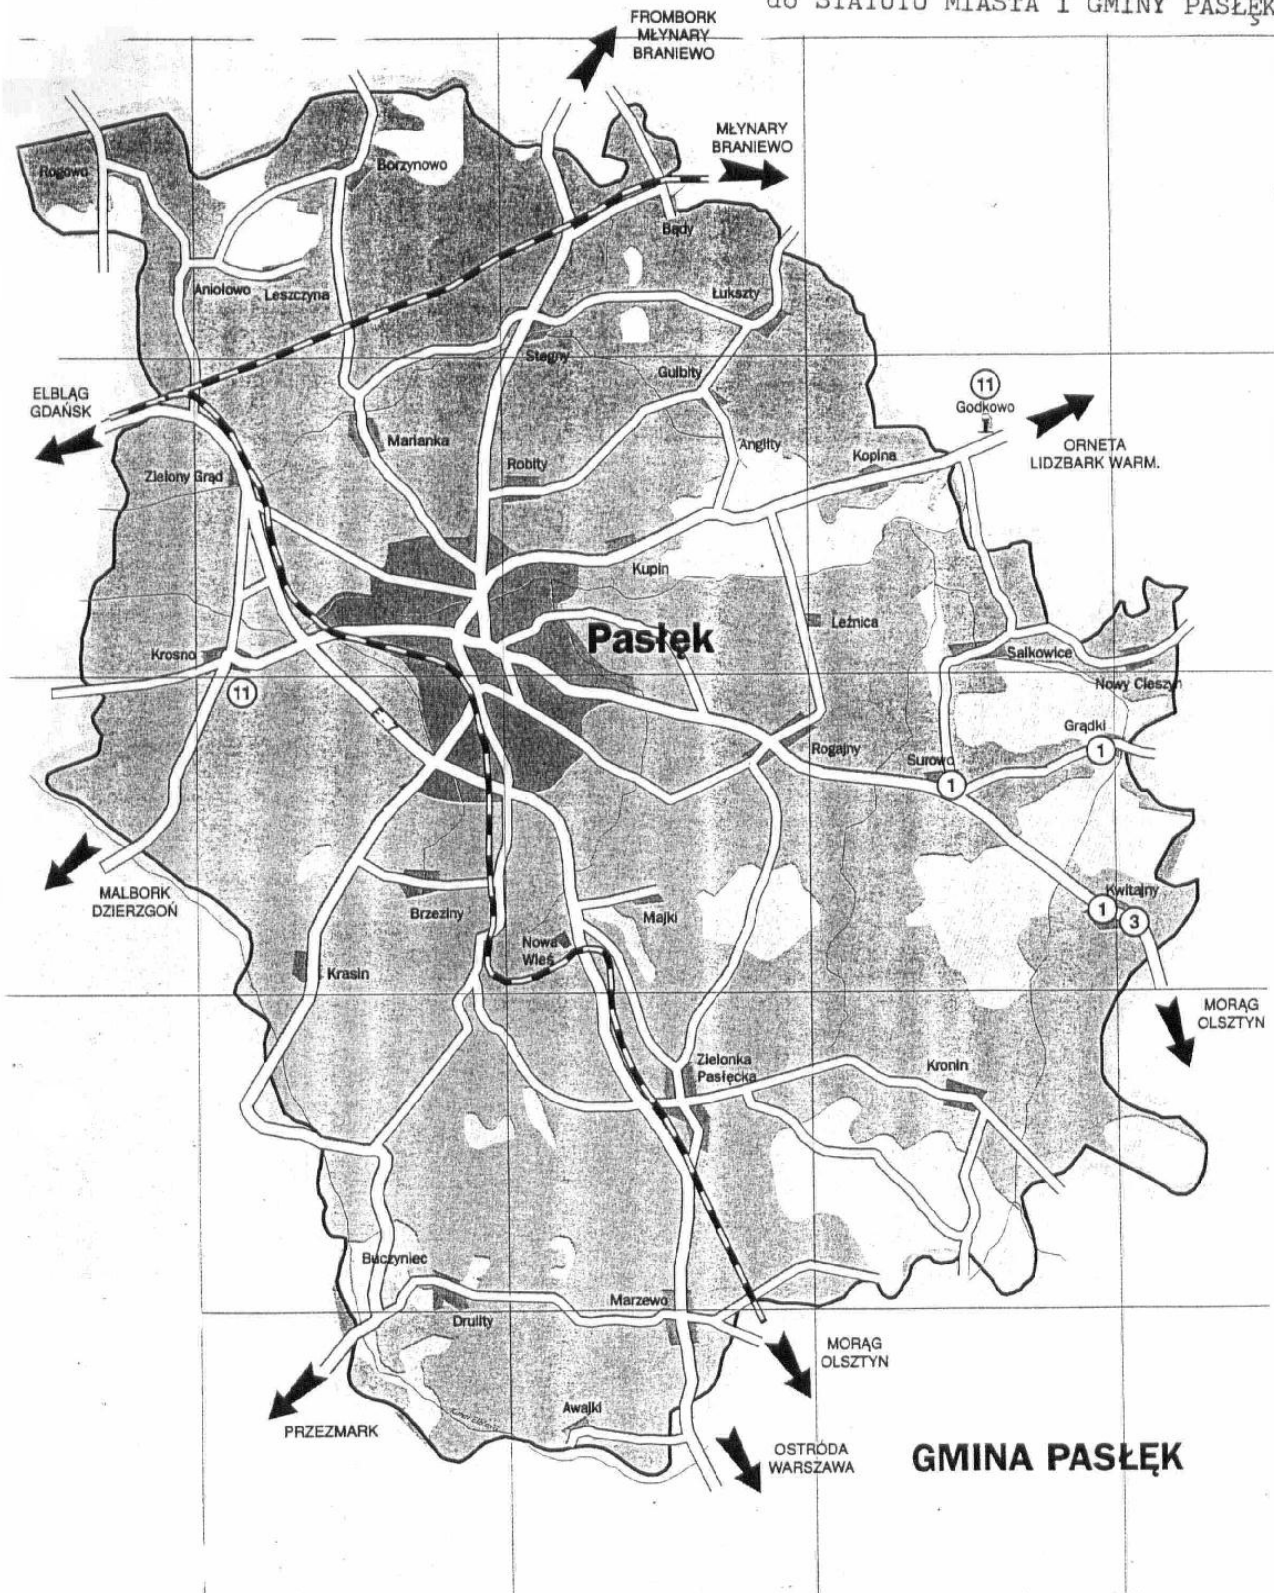 do STATUTU MIASTA I GMINY PASŁĘK
FROMBORK
MŁYNARY
BRANIEWO
MŁYNARY
BRANIEWO
Rogowo
Borzynowo
Bądy
Aniołowo
Leszczyna
Łukszty
Stegny
Gulbity
ELBLĄG
GDAŃSK
11
Godkowo
ORNETA
LIDZBARK WARM.
Marianka
Anglity
Robity
Kopina
Zielony Grąd
Kupin
Leżnica
Pasłęk
Krosno
11
Sałkowice
Nowy Cieszyn
Grądki
1
Rogajny
Surowo
1
MALBORK
DZIERZGOŃ
Brzeziny
Majki
Kwitajny
1
3
Nowa
Wieś
Krasin
MORĄG
OLSZTYN
Zielonka
Pasłęcka
Kronin
Buczyniec
Marzewo
Drulity
MORĄG
OLSZTYN
PRZEZMARK
Awajki
OSTRÓDA
WARSZAWA
GMINA PASŁĘK